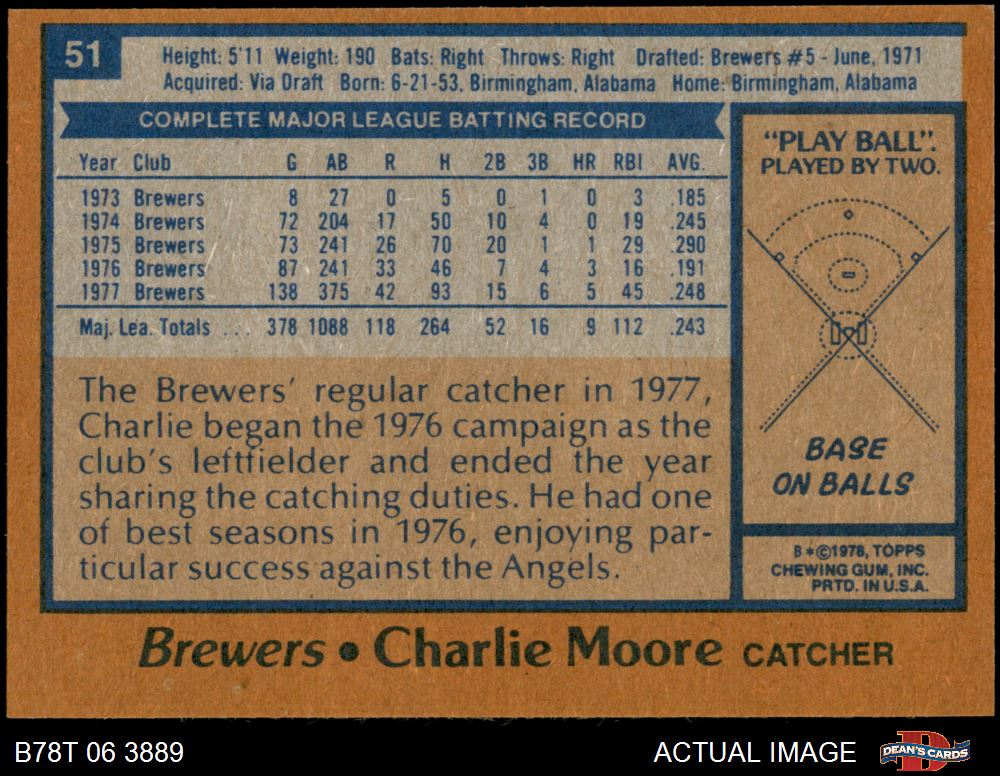 51
Height: 5'11 Weight: 190 Bats: Right Throws: Right Drafted: Brewers #5 - June, 1971
Acquired: Via Draft Born: 6-21-53, Birmingham, Alabama Home: Birmingham, Alabama
COMPLETE MAJOR LEAGUE BATTING RECORD
Year Club G AB R H 2B 3B HR RBI AVG.
1973 Brewers 8 27 0 5 0 1 0 3 .185
1974 Brewers 72 204 17 50 10 4 0 19 .245
1975 Brewers 73 241 26 70 20 1 1 29 .290
1976 Brewers 87 241 33 46 7 4 3 16 .191
1977 Brewers 138 375 42 93 15 6 5 45 .248
Maj. Lea. Totals ... 378 1088 118 264 52 16 9 112 .243
The Brewers' regular catcher in 1977,
Charlie began the 1976 campaign as the
club's leftfielder and ended the year
sharing the catching duties. He had one
of best seasons in 1976, enjoying par-
ticular success against the Angels.
"PLAY BALL".
PLAYED BY TWO.
BASE
ON BALLS
B*©1978, TOPPS
CHEWING GUM, INC.
PRTD. IN U.S.A.
Brewers • Charlie Moore CATCHER
B78T 06 3889
ACTUAL IMAGE
DEAN'S CARDS